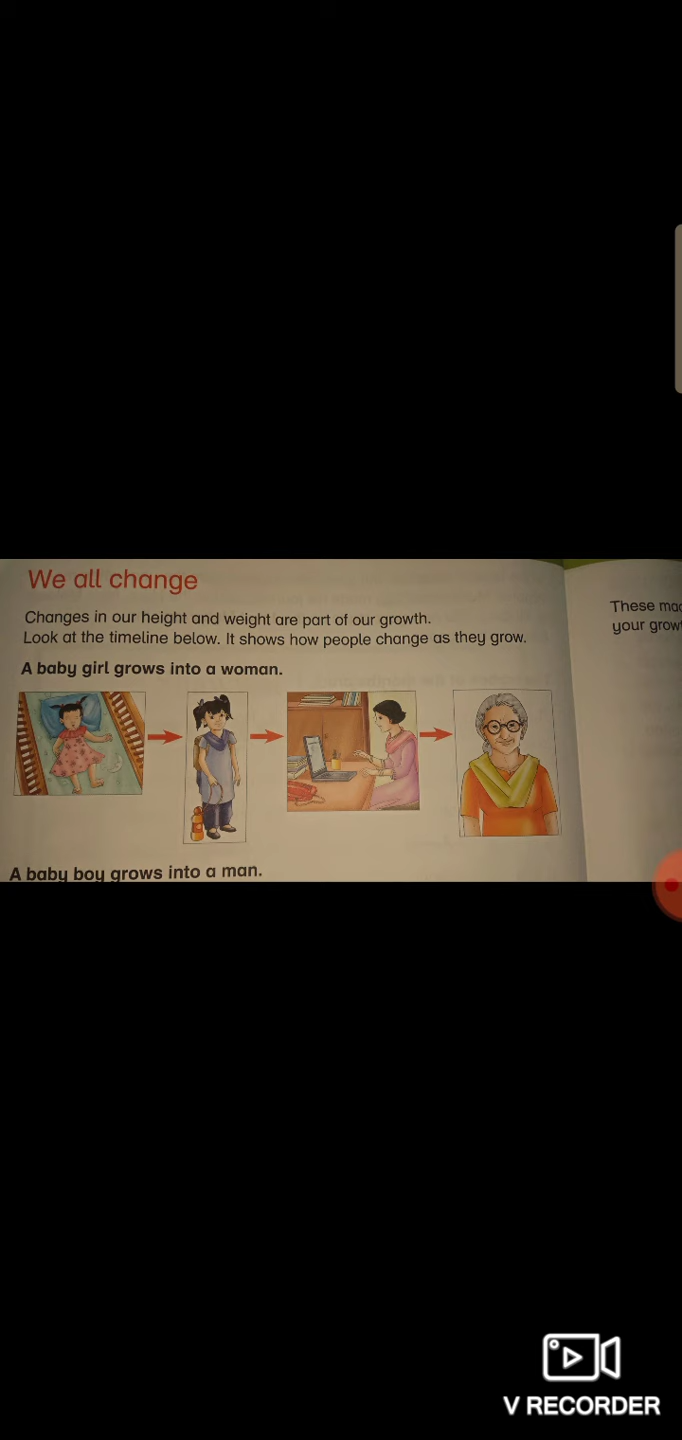 We all change
Changes in our height and weight are part of our growth.
Look at the timeline below. It shows how people change as they grow.
A baby girl grows into a woman.
A baby boy grows into a man.
These
your
V RECORDER